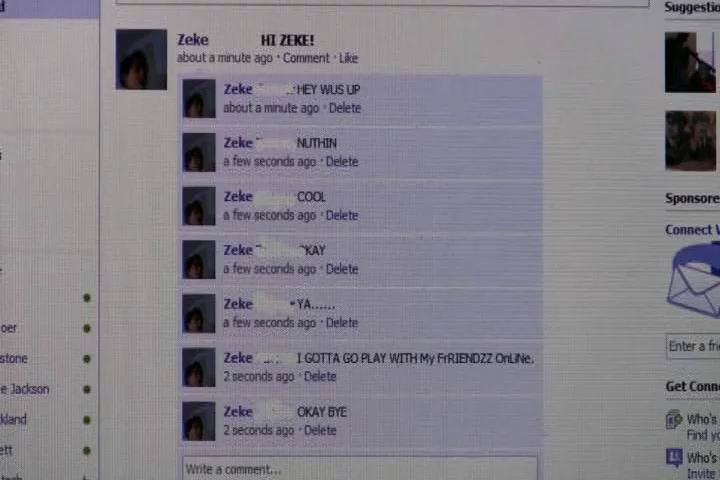 Zeke HI ZEKE!
about a minute ago · Comment · Like
Zeke HEY WUS UP
about a minute ago · Delete
Zeke NUTHIN
a few seconds ago · Delete
Zeke COOL
a few seconds ago · Delete
Zeke KAY
a few seconds ago · Delete
Zeke YA......
a few seconds ago · Delete
Zeke I GOTTA GO PLAY WITH My FrRIENDZZ OnLiNe.
2 seconds ago · Delete
Zeke OKAY BYE
2 seconds ago · Delete
Write a comment...
oer
stone
e Jackson
kland
ett
Suggestio
Sponsore
Connect W
Enter a frie
Get Conne
Who's
Find yo
Who's
Invite